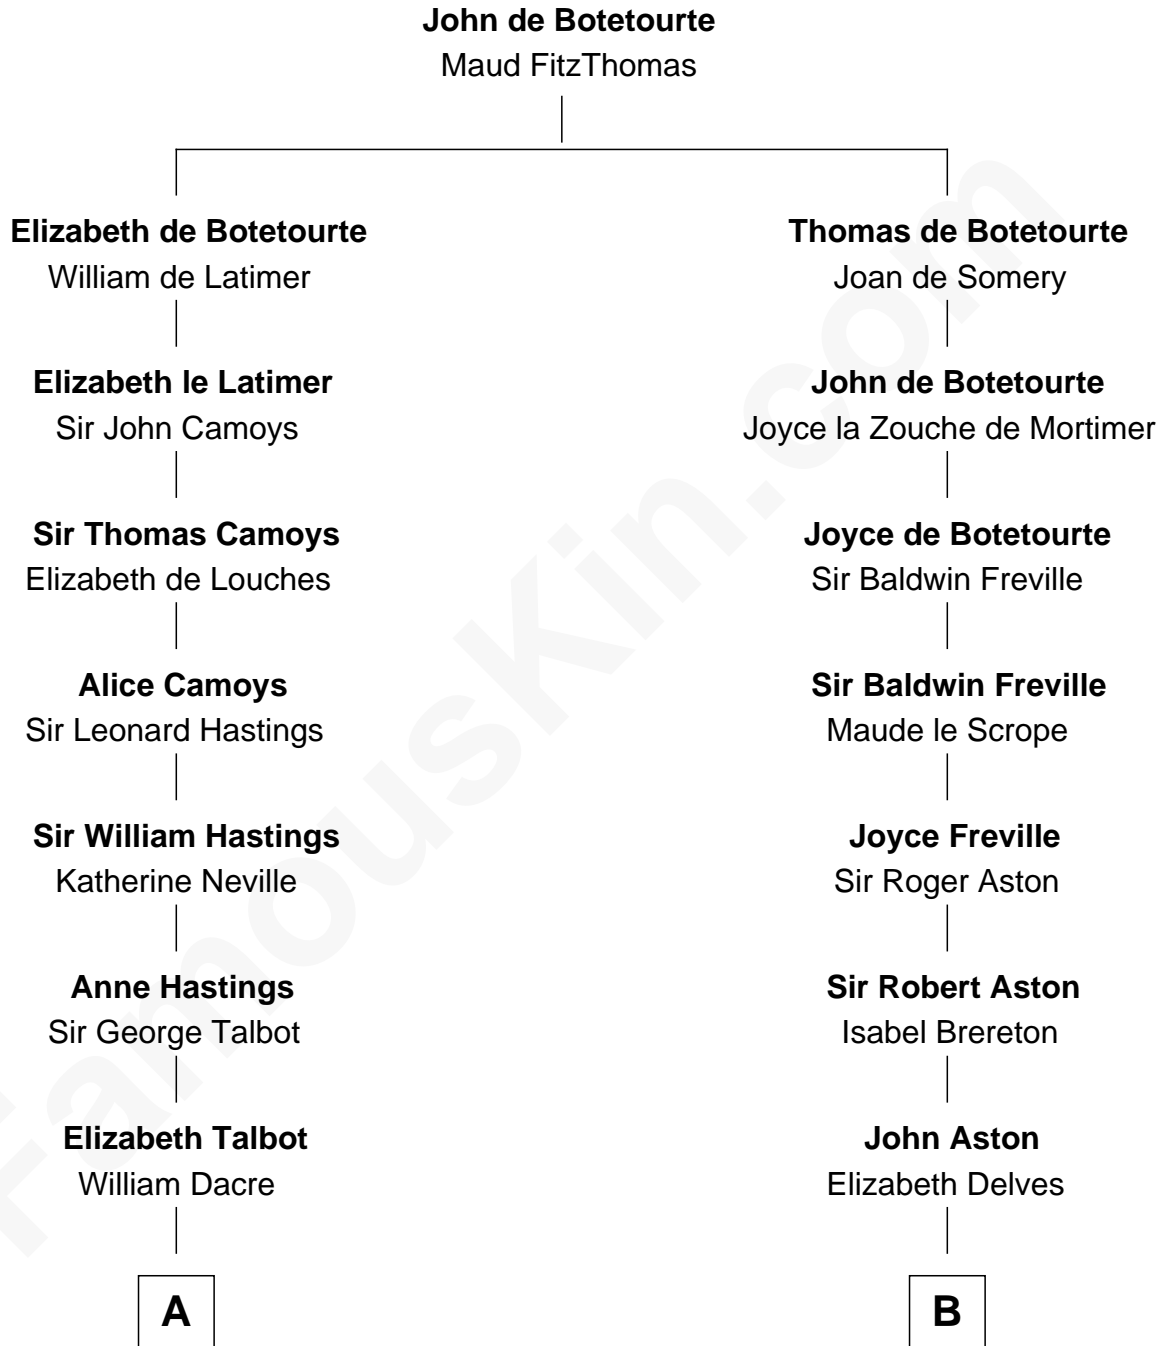 John de Botetourte
Maud FitzThomas
Elizabeth de Botetourte
William de Latimer
Thomas de Botetourte
Joan de Somery
Elizabeth le Latimer
Sir John Camoys
John de Botetourte
Joyce la Zouche de Mortimer
Sir Thomas Camoys
Elizabeth de Louches
Joyce de Botetourte
Sir Baldwin Freville
Alice Camoys
Sir Leonard Hastings
Sir Baldwin Freville
Maude le Scrope
Sir William Hastings
Katherine Neville
Joyce Freville
Sir Roger Aston
Anne Hastings
Sir George Talbot
Sir Robert Aston
Isabel Brereton
Elizabeth Talbot
William Dacre
John Aston
Elizabeth Delves
A
B
FamousKin.com